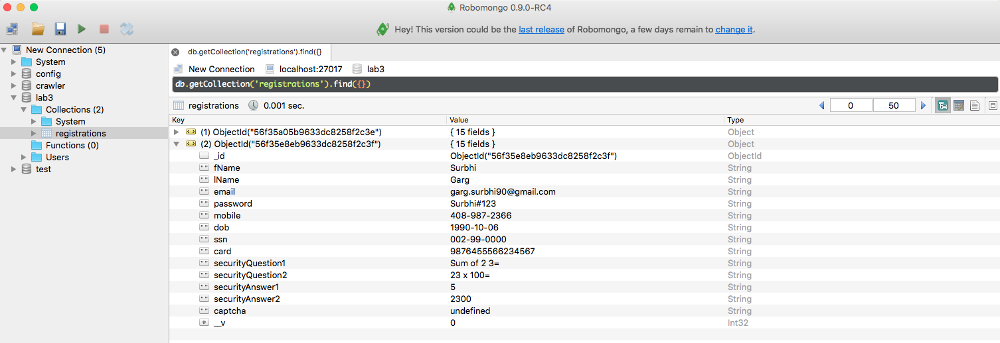 Robomongo 0.9.0-RC4
Hey! This version could be the last release of Robomongo, a few days remain to change it.
New Connection (5)
System
config
crawler
lab3
Collections (2)
System
registrations
Functions (0)
Users
test
db.getCollection('registrations').find({}
New Connection localhost:27017 lab3
db.getCollection('registrations').find({})
registrations 0.001 sec. 0 50
Key Value Type
(1) ObjectId("56f35a05b9633dc8258f2c3e") { 15 fields } Object
(2) ObjectId("56f35e8eb9633dc8258f2c3f") { 15 fields } Object
_id ObjectId("56f35e8eb9633dc8258f2c3f") ObjectId
fName Surbhi String
lName Garg String
email garg.surbhi90@gmail.com String
password Surbhi#123 String
mobile 408-987-2366 String
dob 1990-10-06 String
ssn 002-99-0000 String
card 9876455566234567 String
securityQuestion1 Sum of 2 3= String
securityQuestion2 23 x 100= String
securityAnswer1 5 String
securityAnswer2 2300 String
captcha undefined String
__v 0 Int32